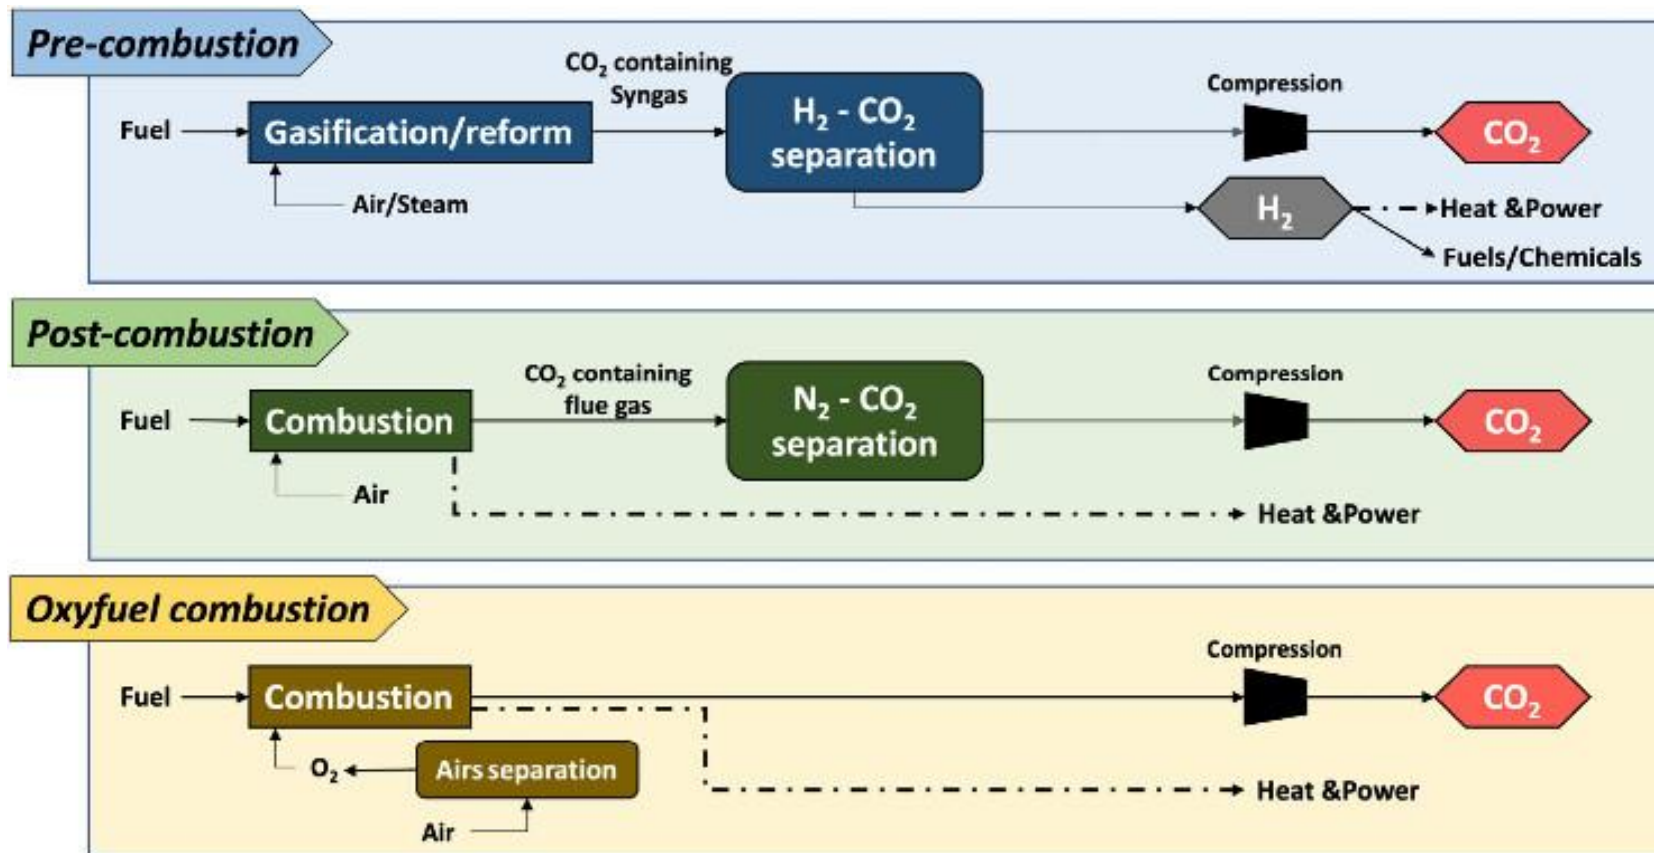 Pre-combustion
CO₂ containing
Syngas
Compression
Fuel
Gasification/reform
H₂ - CO₂
separation
CO₂
Air/Steam
H₂
Heat &Power
Fuels/Chemicals
Post-combustion
CO₂ containing
flue gas
Compression
Fuel
Combustion
N₂ - CO₂
separation
CO₂
Air
Heat &Power
Oxyfuel combustion
Compression
Fuel
Combustion
CO₂
O₂
Airs separation
Heat &Power
Air